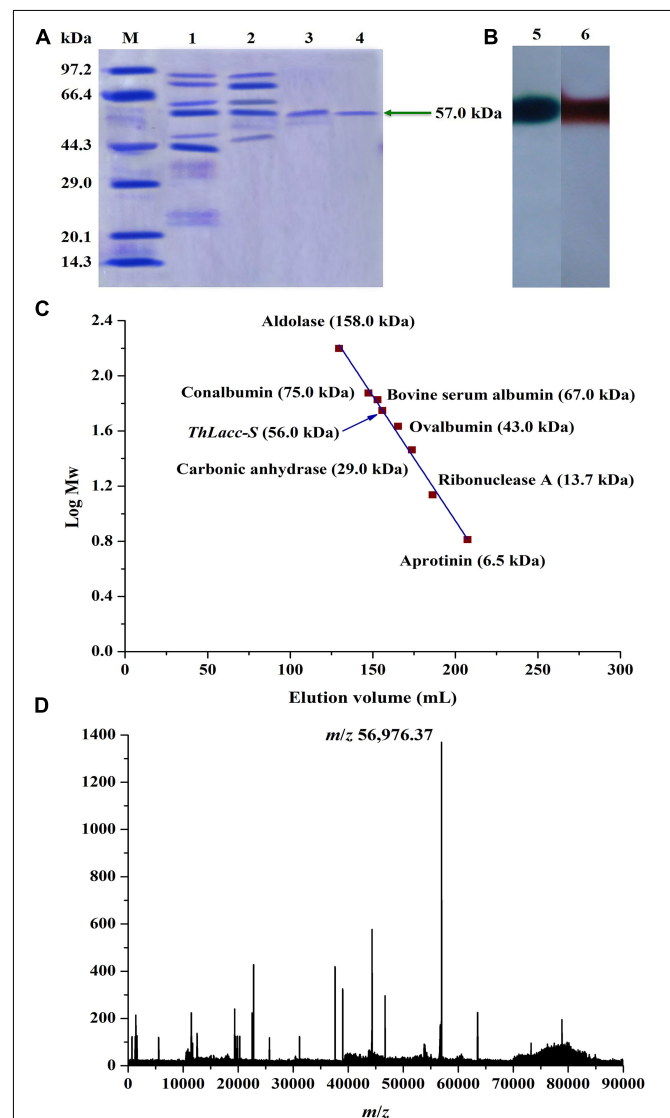 A
kDa M 1 2 3 4
97.2
66.4
44.3
29.0
20.1
14.3
57.0 kDa
B
5 6
C
2.4
2.0
1.6
1.2
0.8
0.4
0.0
Log Mw
Aldolase (158.0 kDa)
Conalbumin (75.0 kDa)
Bovine serum albumin (67.0 kDa)
ThLacc-S (56.0 kDa)
Ovalbumin (43.0 kDa)
Carbonic anhydrase (29.0 kDa)
Ribonuclease A (13.7 kDa)
Aprotinin (6.5 kDa)
0 50 100 150 200 250 300
Elution volume (mL)
D
m/z 56,976.37
1400
1200
1000
800
600
400
200
0
0 10000 20000 30000 40000 50000 60000 70000 80000 90000
m/z